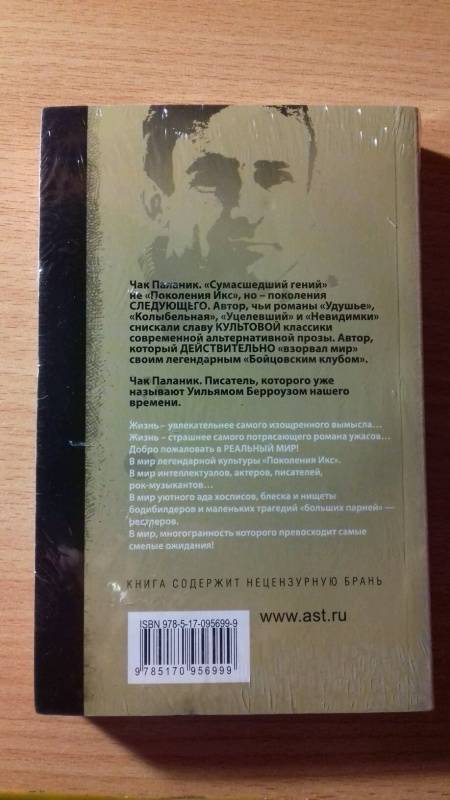 Чак Паланик. «Сумасшедший гений»
не «Поколения Икс», но – поколения
СЛЕДУЮЩЕГО. Автор, чьи романы «Удушье»,
«Колыбельная», «Уцелевший» и «Невидимки»
снискали славу КУЛЬТОВОЙ классики
современной альтернативной прозы. Автор,
который ДЕЙСТВИТЕЛЬНО «взорвал мир»
своим легендарным «Бойцовским клубом».
Чак Паланик. Писатель, которого уже
называют Уильямом Берроузом нашего
времени.
Жизнь – увлекательнее самого изощренного вымысла...
Жизнь – страшнее самого потрясающего романа ужасов...
Добро пожаловать в РЕАЛЬНЫЙ МИР!
В мир легендарной культуры «Поколения Икс».
В мир интеллектуалов, актеров, писателей,
рок-музыкантов...
В мир уютного ада хосписов, блеска и нищеты
бодибилдеров и маленьких трагедий «больших парней» —
рестлеров.
В мир, многогранность которого превосходит самые
смелые ожидания!
КНИГА СОДЕРЖИТ НЕЦЕНЗУРНУЮ БРАНЬ
www.ast.ru
ISBN 978-5-17-095699-9
9 785170 956999